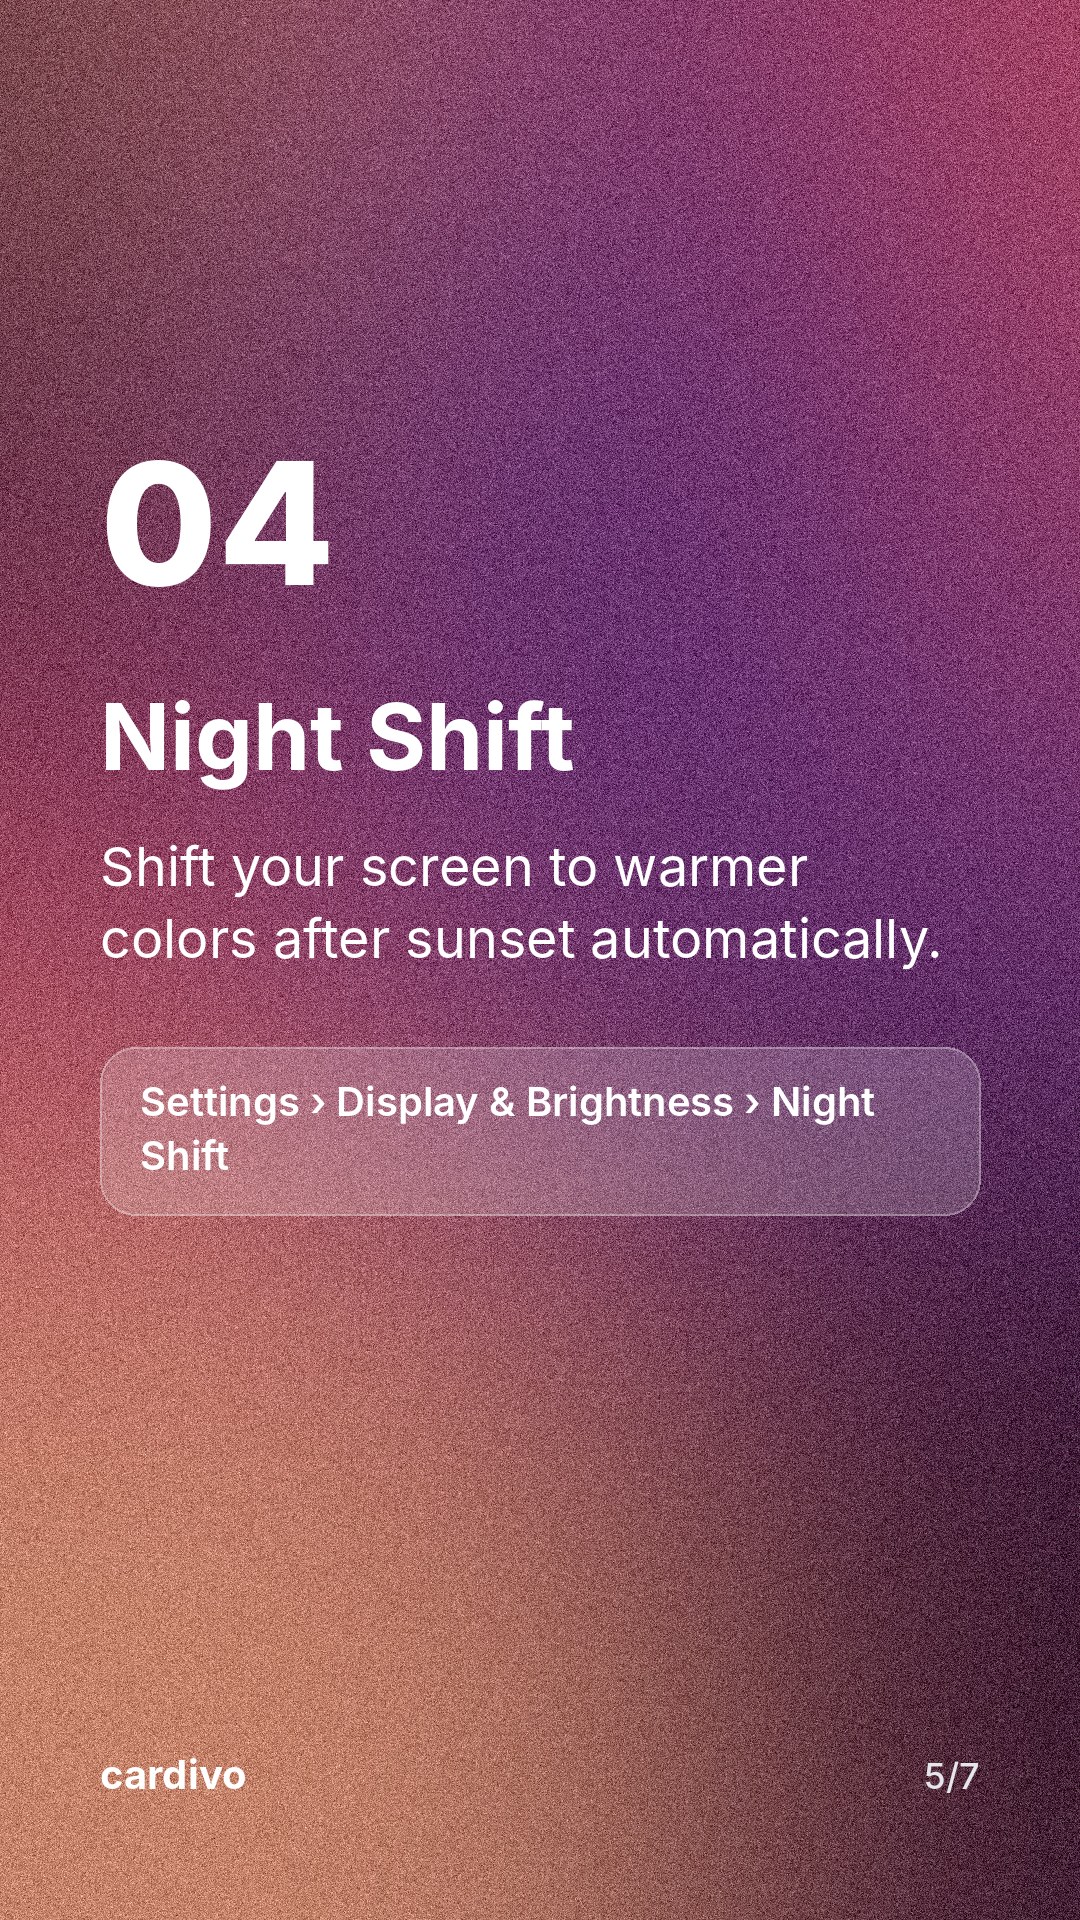 04
Night Shift
Shift your screen to warmer
colors after sunset automatically.
Settings › Display & Brightness › Night
Shift
cardivo
5/7